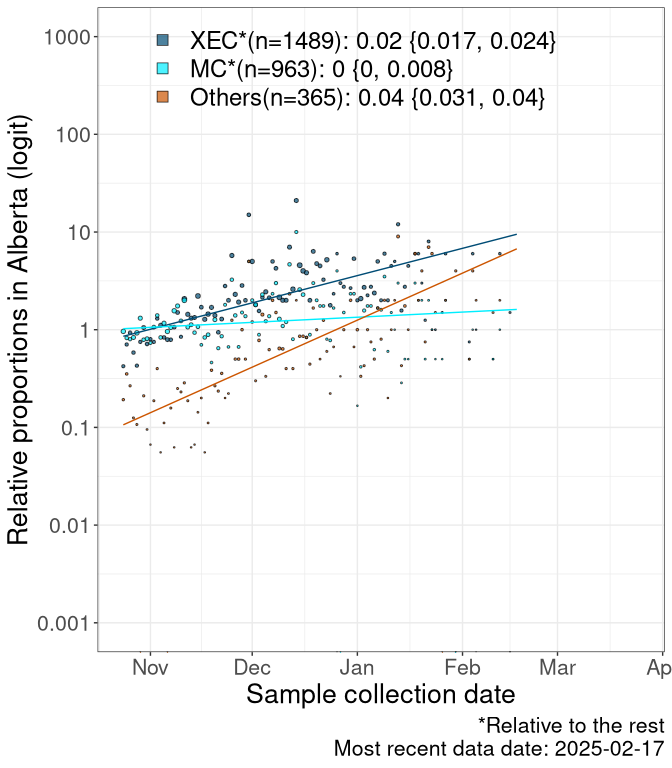 XEC*(n=1489): 0.02 {0.017, 0.024}
MC*(n=963): 0 {0, 0.008}
Others(n=365): 0.04 {0.031, 0.04}
Relative proportions in Alberta (logit)
1000
100
10
1
0.1
0.01
0.001
Nov Dec Jan Feb Mar Ap
Sample collection date
*Relative to the rest
Most recent data date: 2025-02-17